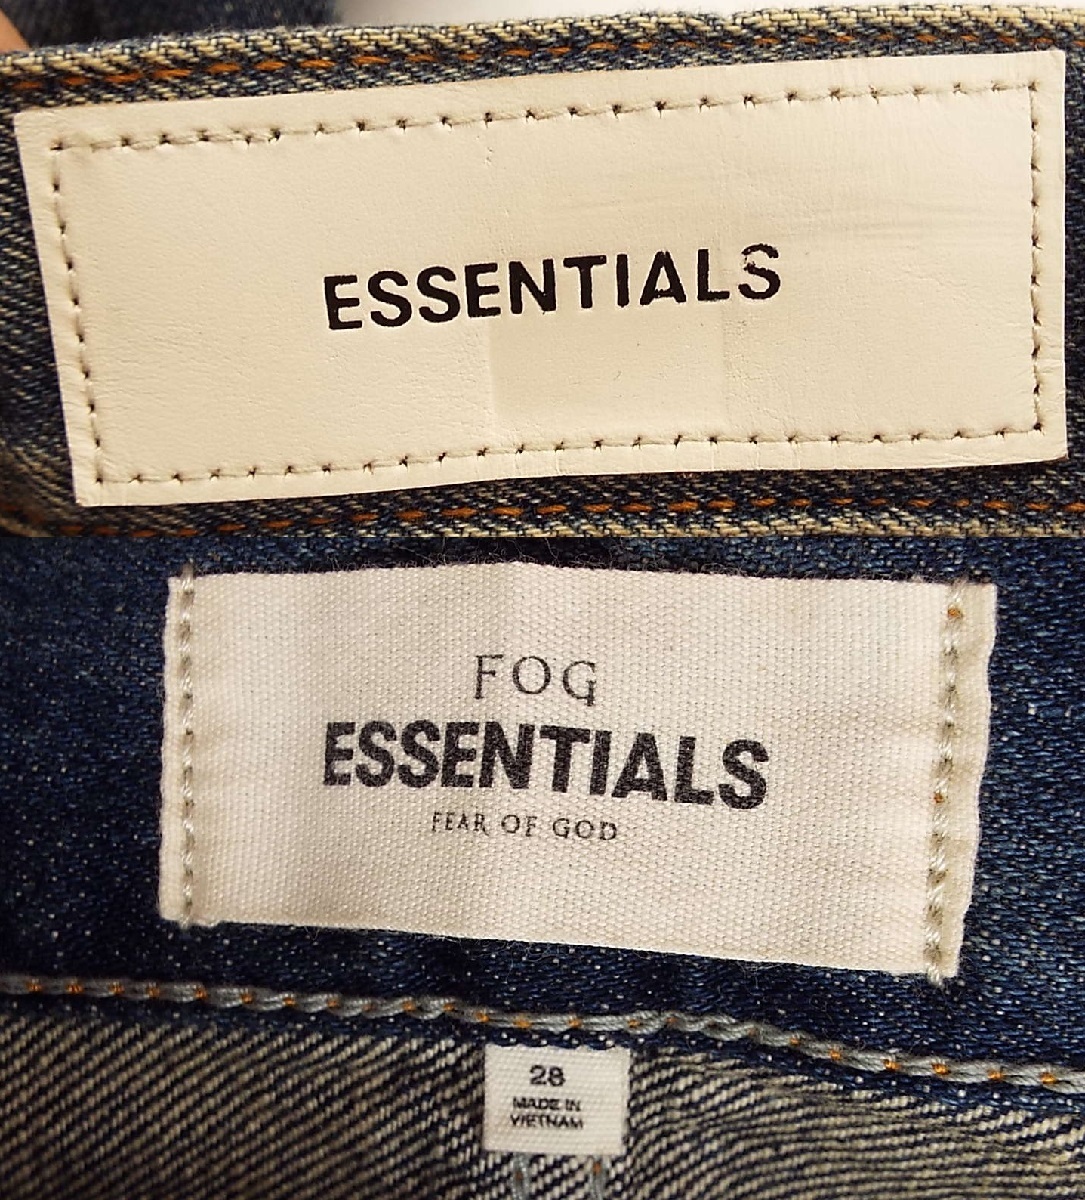 ESSENTIALS
FOG
ESSENTIALS
FEAR OF GOD
28
MADE IN
VIETNAM